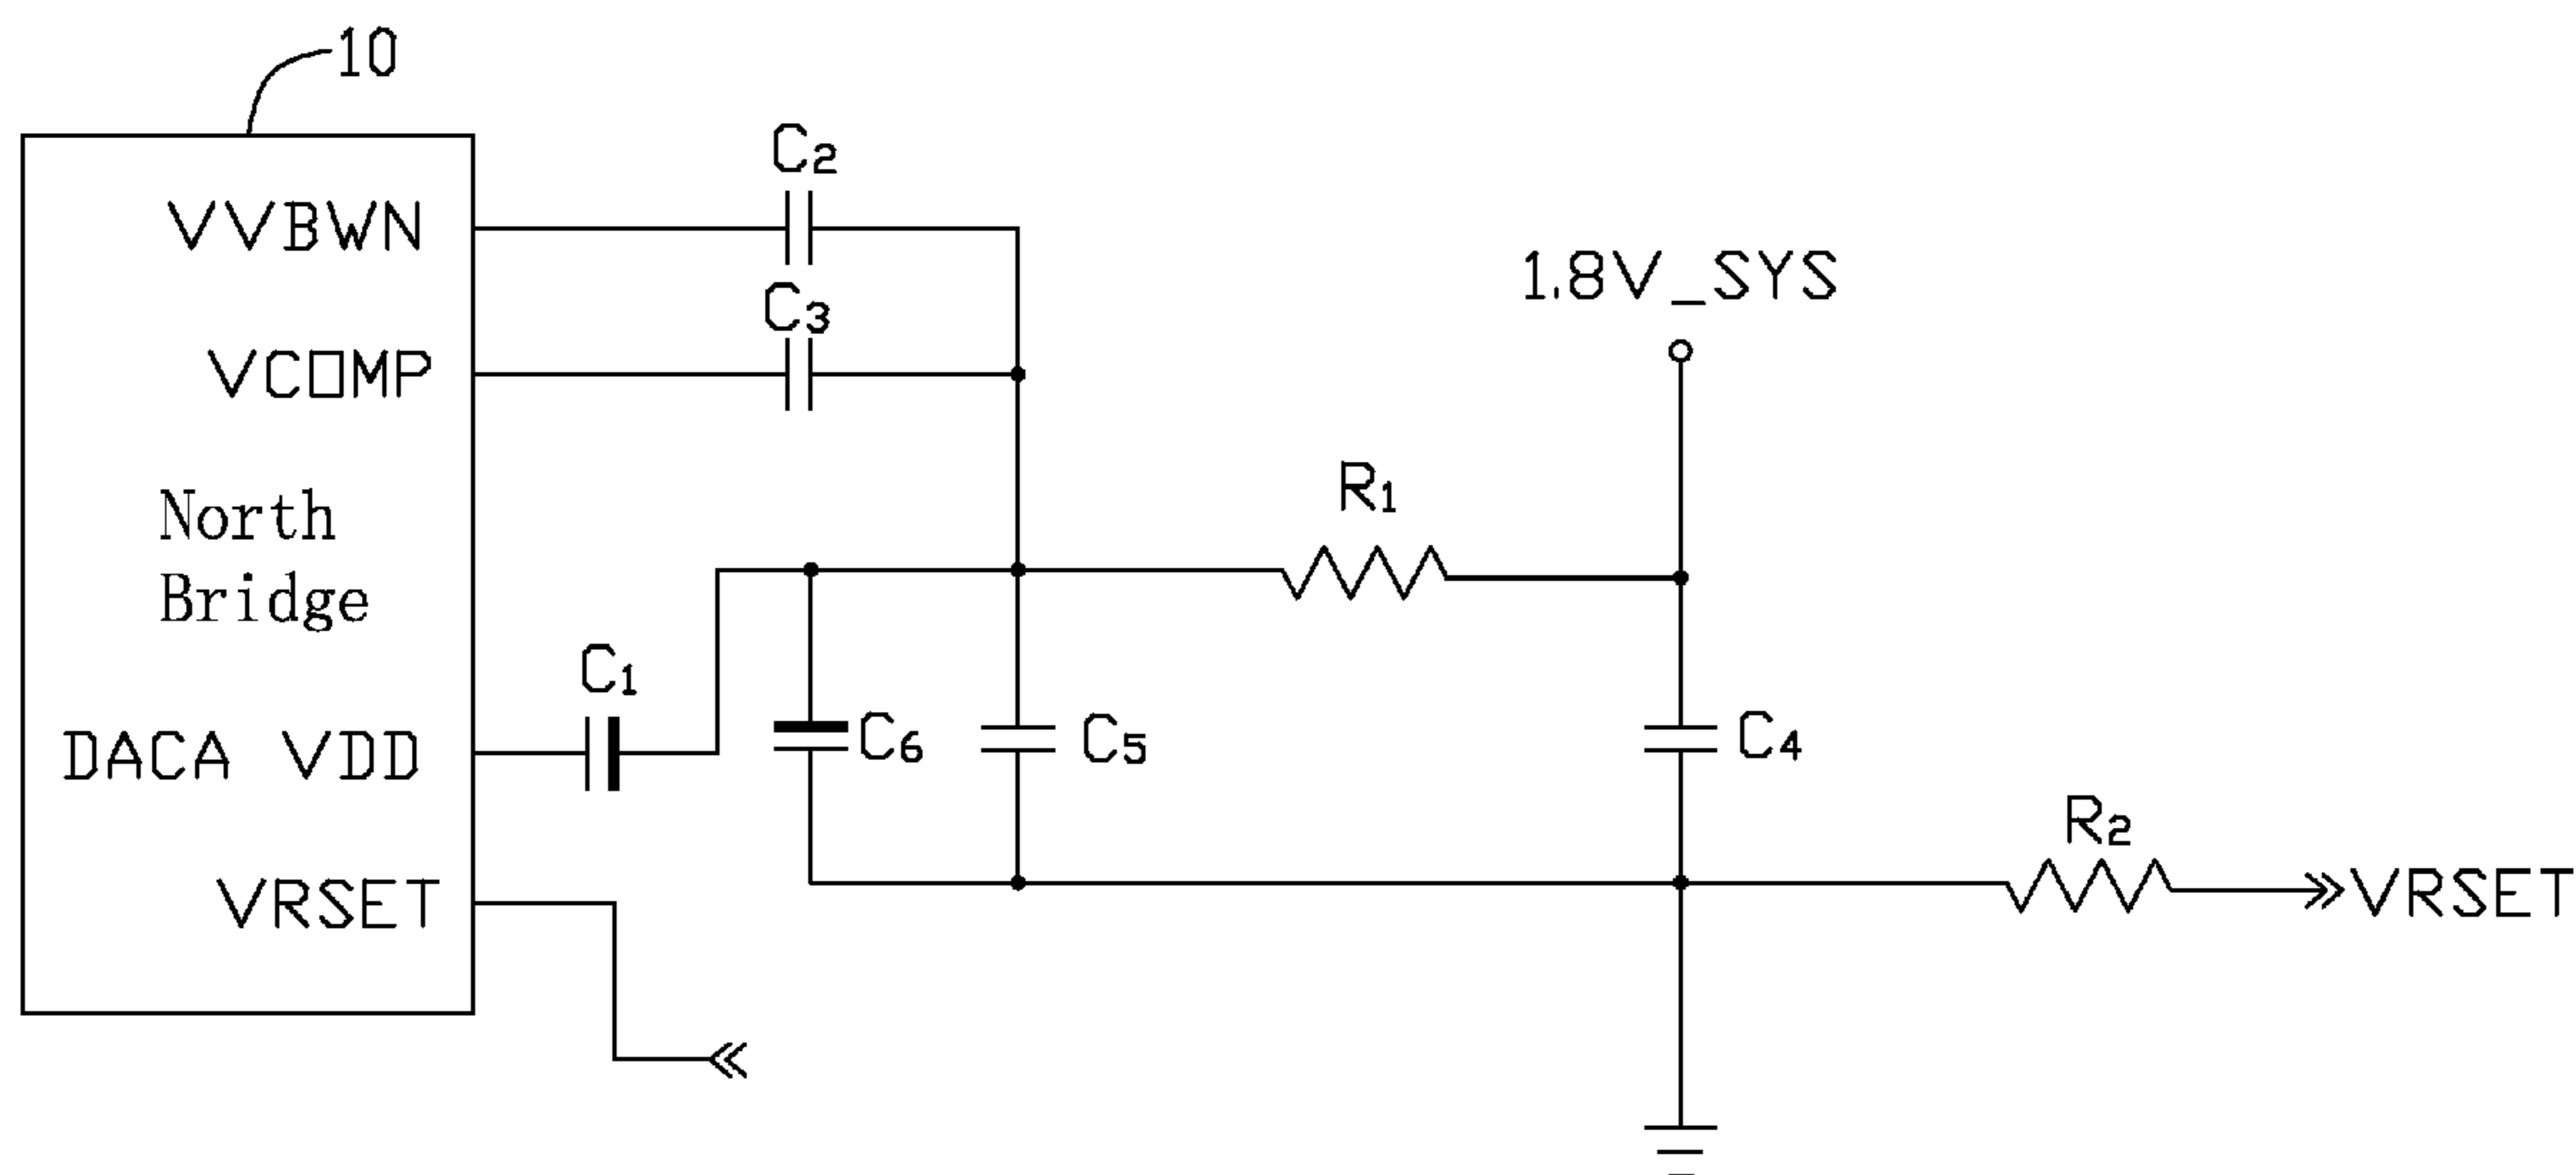 10
C2
VVBWN
1.8V_SYS
C3
VCOMP
R1
North
Bridge
C1
DACA VDD
C6
C5
C4
R2
VRSET
VRSET